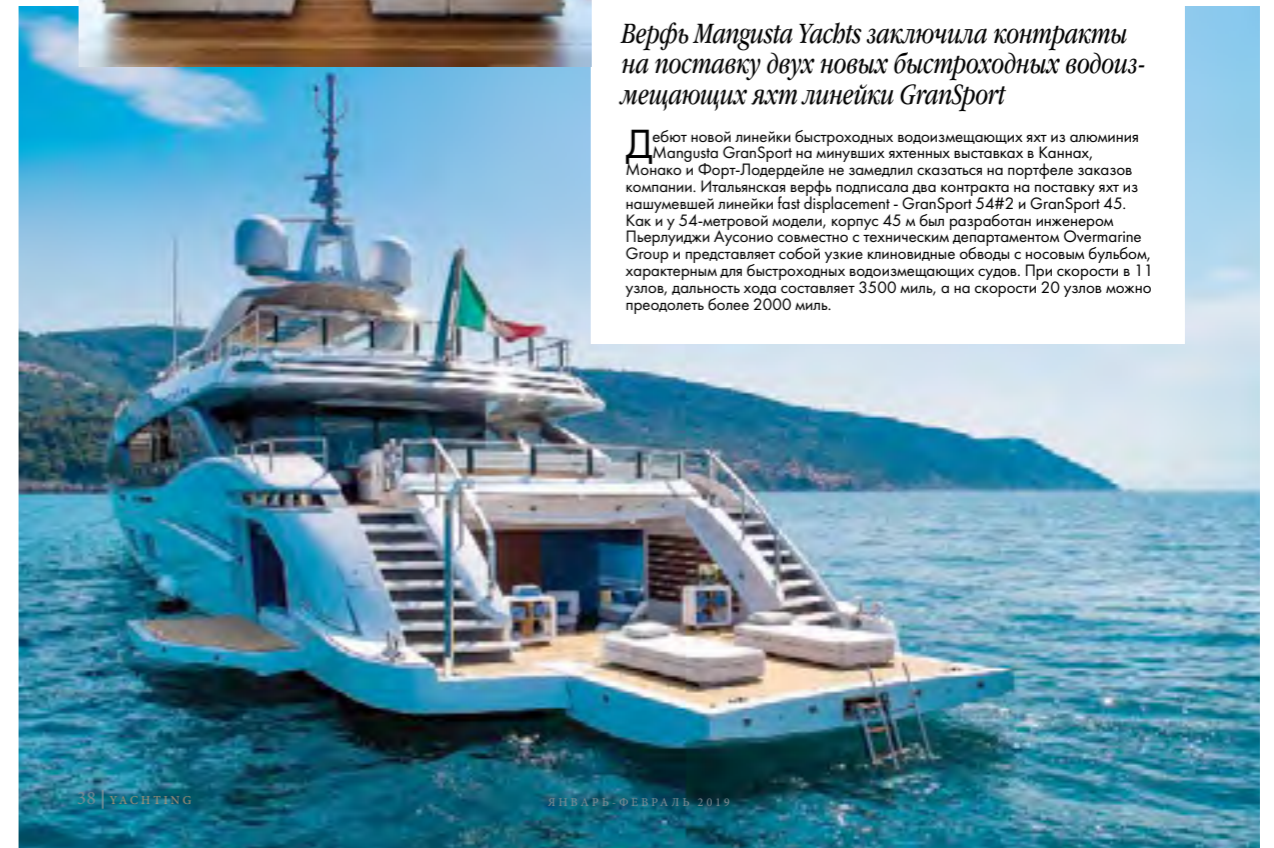 Верфь Mangusta Yachts заключила контракты
на поставку двух новых быстроходных водоиз-
мещающих яхт линейки GranSport
Дебют новой линейки быстроходных водоизмещающих яхт из алюминия
Mangusta GranSport на минувших яхтенных выставках в Каннах,
Монако и Форт-Лодердейле не замедлил сказаться на портфеле заказов
компании. Итальянская верфь подписала два контракта на поставку яхт из
нашумевшей линейки fast displacement - GranSport 54#2 и GranSport 45.
Как и у 54-метровой модели, корпус 45 м был разработан инженером
Пьерлуиджи Аусонио совместно с техническим департаментом Overmarine
Group и представляет собой узкие клиновидные обводы с носовым бульбом,
характерным для быстроходных водоизмещающих судов. При скорости в 11
узлов, дальность хода составляет 3500 миль, а на скорости 20 узлов можно
преодолеть более 2000 миль.
38 | YACHTING
ЯНВАРЬ-ФЕВРАЛЬ 2019